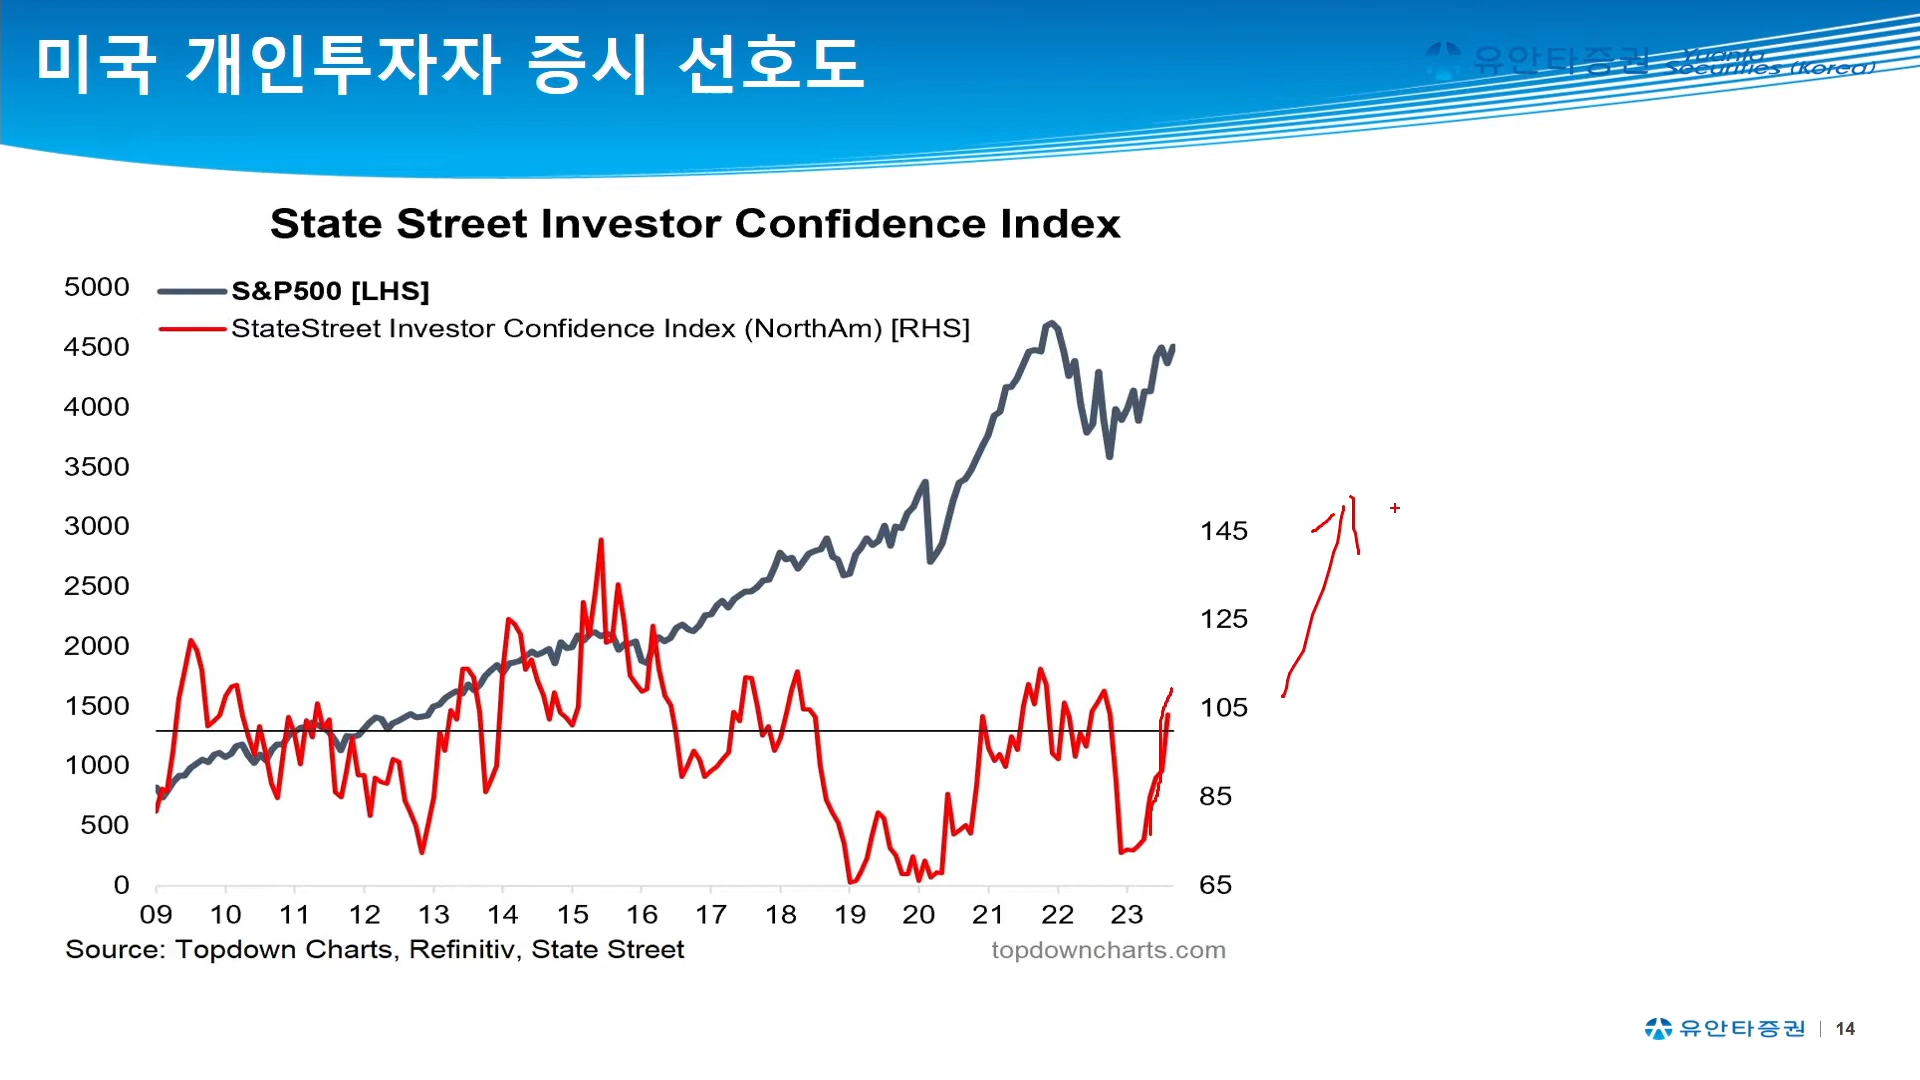 미국 개인투자자 증시 선호도
유안타증권 Yuanta Securities (Korea)
State Street Investor Confidence Index
S&P500 [LHS]
StateStreet Investor Confidence Index (NorthAm) [RHS]
5000
4500
4000
3500
3000
2500
2000
1500
1000
500
0
145
125
105
85
65
09 10 11 12 13 14 15 16 17 18 19 20 21 22 23
Source: Topdown Charts, Refinitiv, State Street
topdowncharts.com
유안타증권 | 14